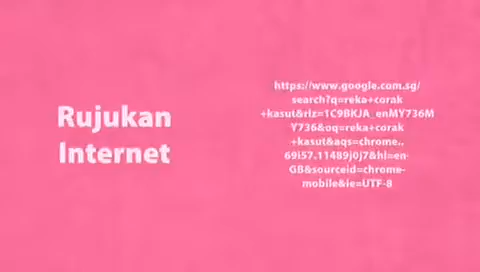 Rujukan
Internet
https://www.google.com.sg/
search?q=reka+corak
+kasut&rlz=1C9BKJA_enMY736M
Y736&oq=reka+corak
+kasut&aqs=chrome..
69i57.11489j0j7&hl=en-
GB&sourceid=chrome-
mobile&ie=UTF-8